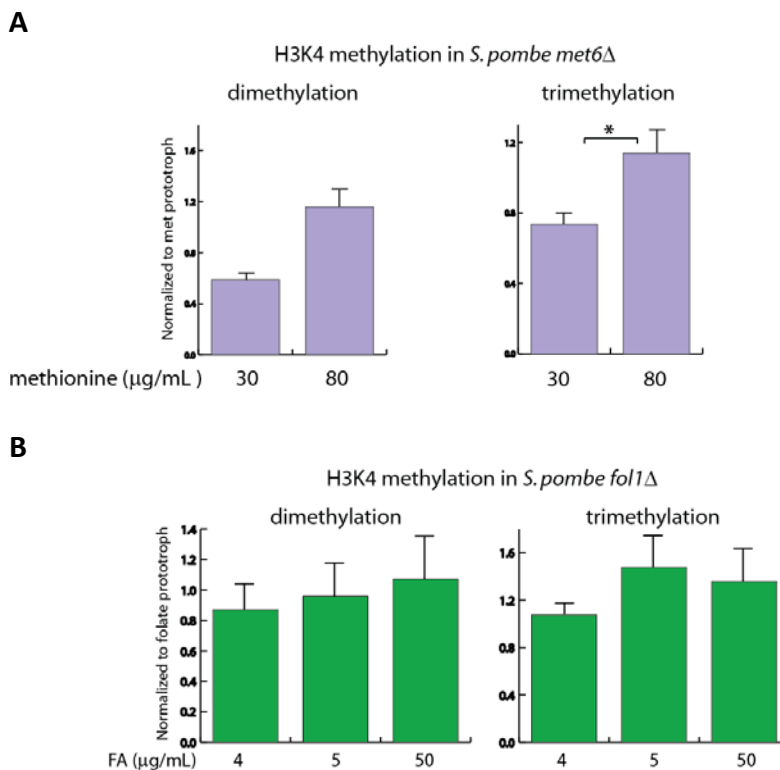 A
H3K4 methylation in S. pombe met6Δ
dimethylation
trimethylation
Normalized to met prototroph
1.6
1.2
0.8
0.4
0.0
1.2
0.8
0.4
0.0
*
methionine (μg/mL )
30
80
30
80
B
H3K4 methylation in S. pombe fol1Δ
dimethylation
trimethylation
Normalized to folate prototroph
1.4
1.2
1.0
0.8
0.6
0.4
0.2
0.0
1.6
1.2
0.8
0.4
0.0
FA (μg/mL)
4
5
50
4
5
50